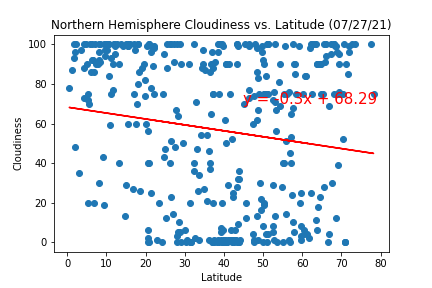 Northern Hemisphere Cloudiness vs. Latitude (07/27/21)
100
80
60
40
20
0
Cloudiness
y = -0.3x + 68.29
0 10 20 30 40 50 60 70 80
Latitude